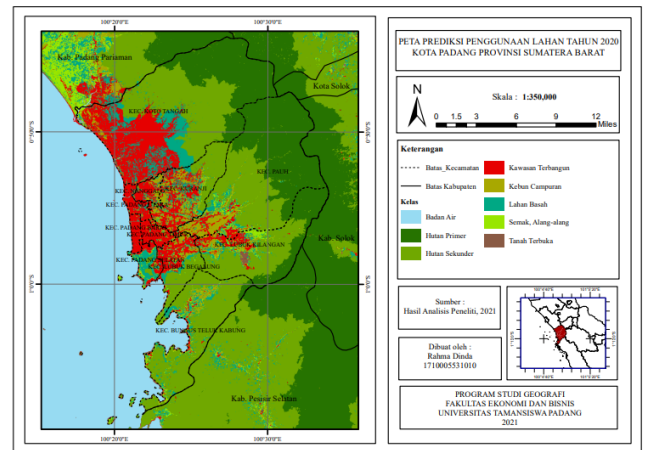 100°20'0"E 100°30'0"E
Kab. Padang Pariaman
Kota Solok
KEC. KOTO TANGAH
0°50'0"S 0°50'0"S
KEC. PAUH
KEC. LUBUK KILANGAN
Kab. Solok
KEC. LUBUK BEGALUNG
1°0'0"S 1°0'0"S
KEC. BUNGUS TELUK KABUNG
Kab. Pesisir Selatan
100°20'0"E 100°30'0"E
PETA PREDIKSI PENGGUNAAN LAHAN TAHUN 2020
KOTA PADANG PROVINSI SUMATERA BARAT
N
Skala : 1:350,000
0 1.5 3 6 9 12
Miles
Keterangan
Batas_Kecamatan
Batas Kabupaten
Kelas
Badan Air
Hutan Primer
Hutan Sekunder
Kawasan Terbangun
Kebun Campuran
Lahan Basah
Semak, Alang-alang
Tanah Terbuka
Sumber :
Hasil Analisis Peneliti, 2021
Dibuat oleh :
Rahma Dinda
1710005531010
PROGRAM STUDI GEOGRAFI
FAKULTAS EKONOMI DAN BISNIS
UNIVERSITAS TAMANSISWA PADANG
2021